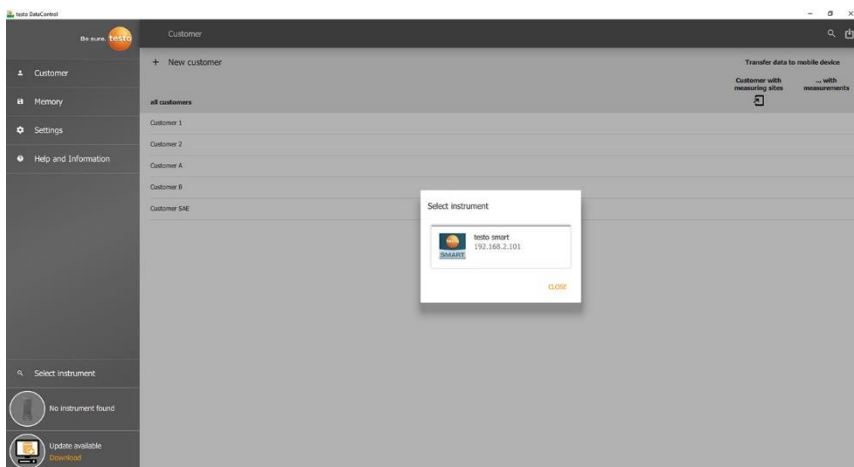 testo DataControl
Be sure. testo
Customer
Customer
Memory
Settings
Help and Information
+ New customer
Transfer data to mobile device
Customer with
measuring sites
... with
measurements
all customers
Customer 1
Customer 2
Customer A
Customer B
Customer SAE
Select instrument
testo smart
192.168.2.101
SMART
CLOSE
Select instrument
No instrument found
Update available
Download